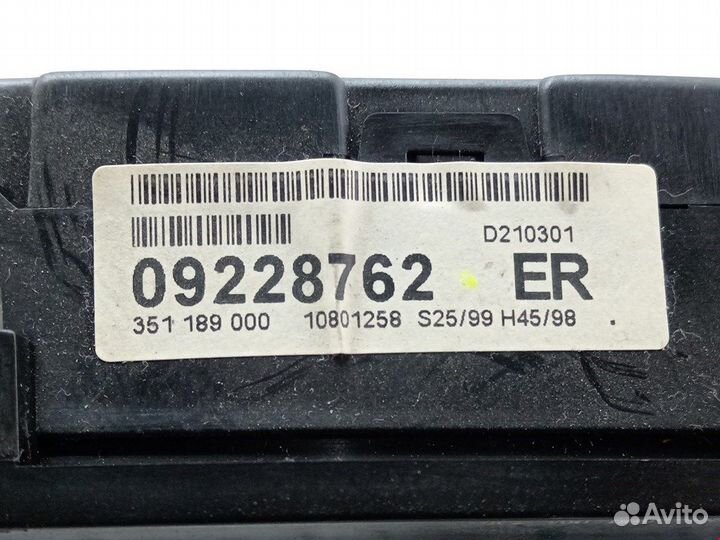 D210301
09228762 ER
351 189 000 10801258 S25/99 H45/98 .
Avito